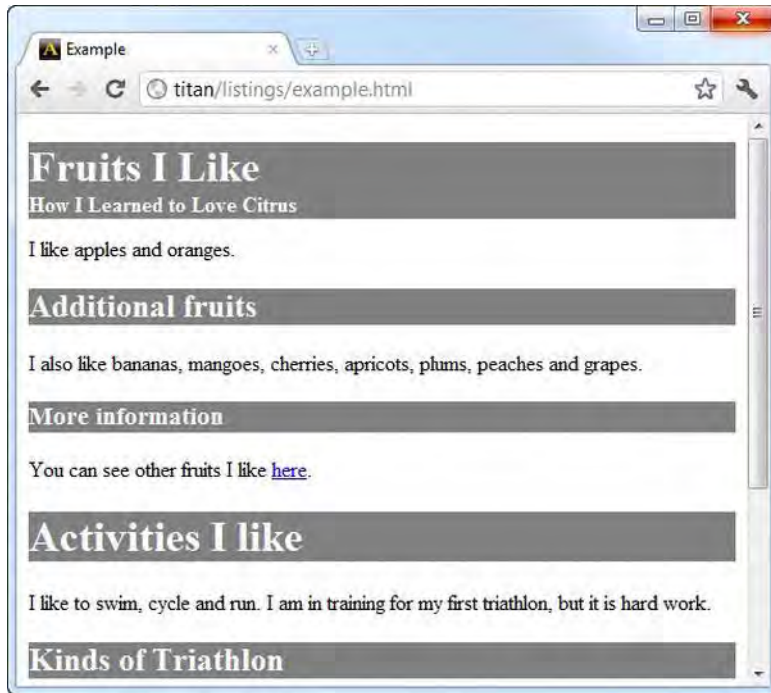 Example
titan/listings/example.html
Fruits I Like
How I Learned to Love Citrus
I like apples and oranges.
Additional fruits
I also like bananas, mangoes, cherries, apricots, plums, peaches and grapes.
More information
You can see other fruits I like here.
Activities I like
I like to swim, cycle and run. I am in training for my first triathlon, but it is hard work.
Kinds of Triathlon